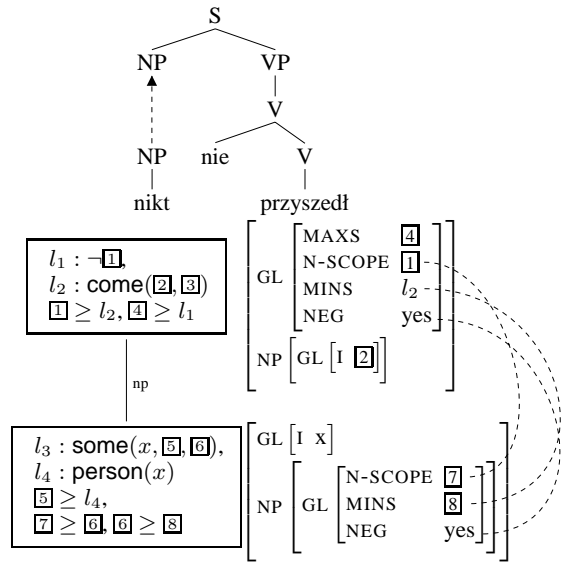 S
NP VP
V
NP nie V
nikt przyszedł
l₁ : ¬1,
l₂ : come(2, 3)
1 ≥ l₂, 4 ≥ l₁
GL
MAXS 4
N-SCOPE 1
MINS l₂
NEG yes
NP [GL [I 2]]
np
l₃ : some(x, 5, 6),
l₄ : person(x)
5 ≥ l₄,
7 ≥ 6, 6 ≥ 8
GL [I X]
NP GL
N-SCOPE 7
MINS 8
NEG yes